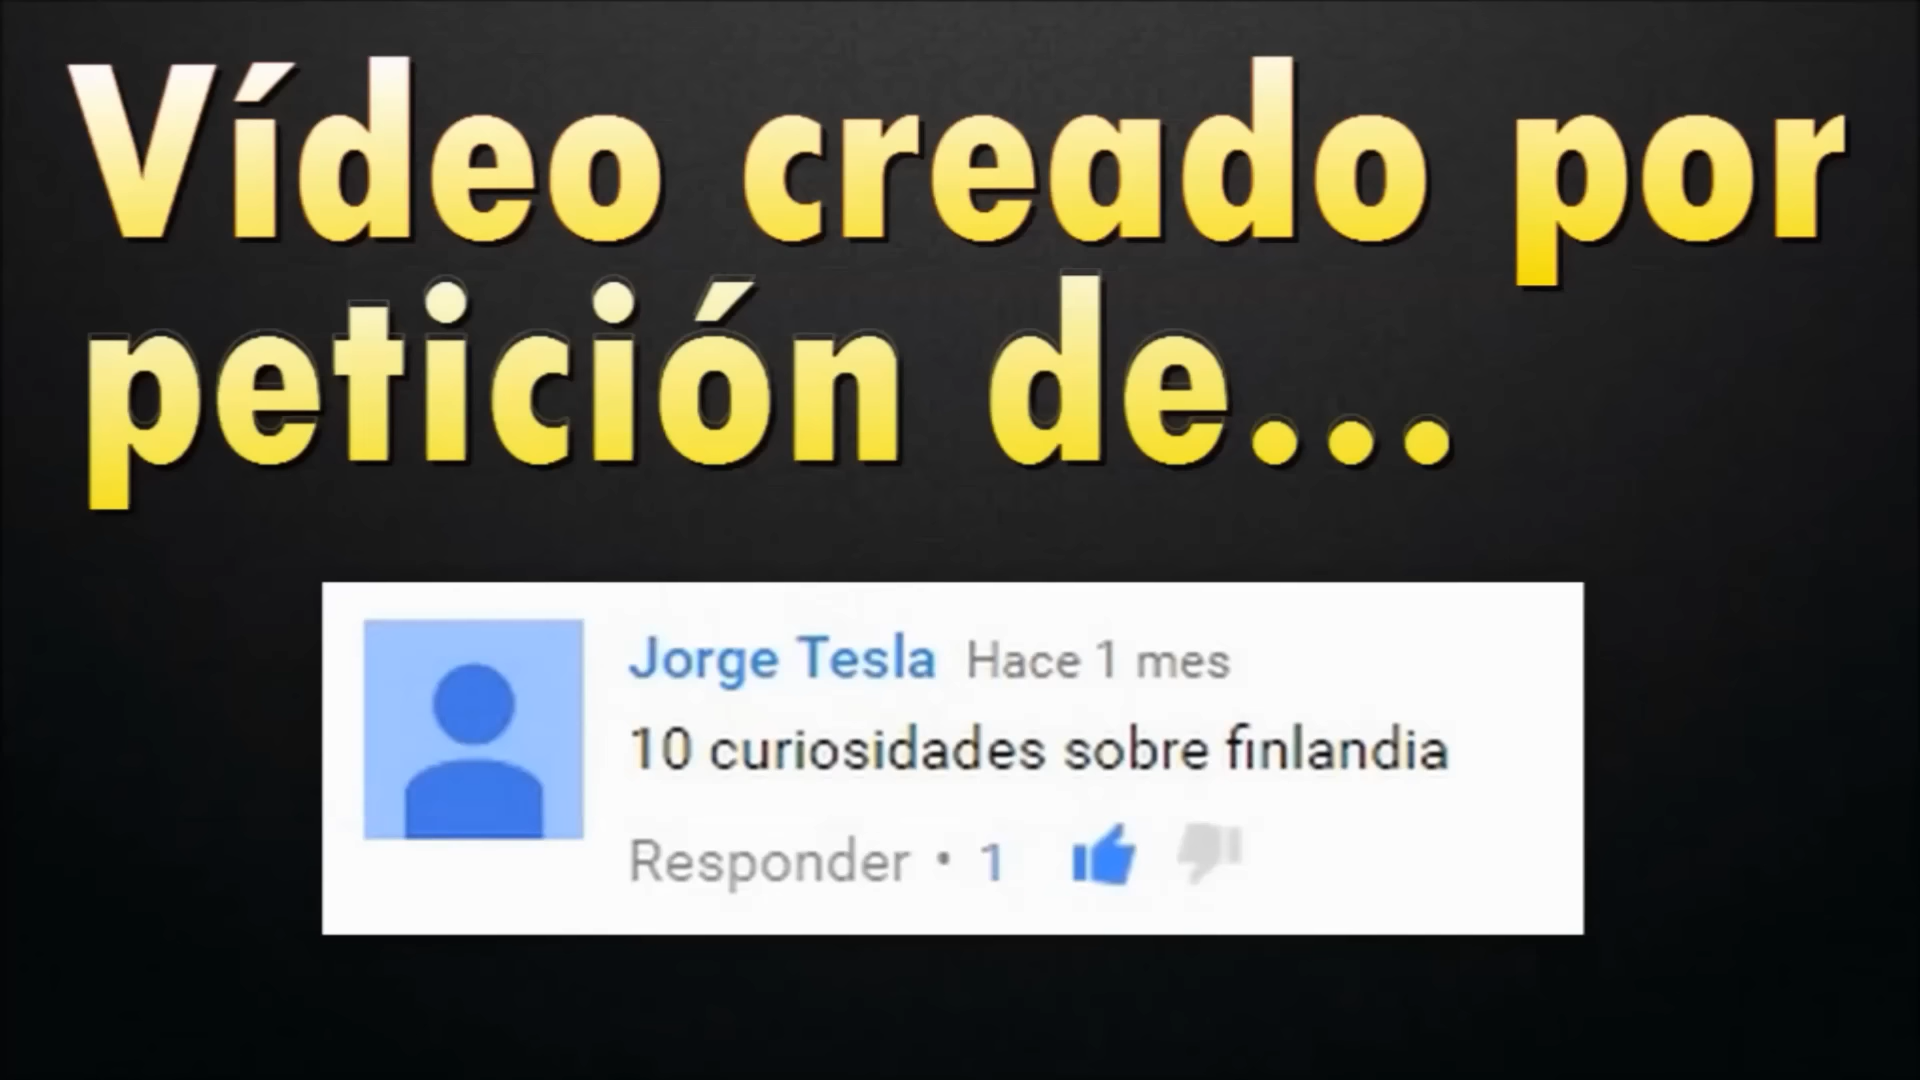 Vídeo creado por
petición de...
Jorge Tesla Hace 1 mes
10 curiosidades sobre finlandia
Responder • 1